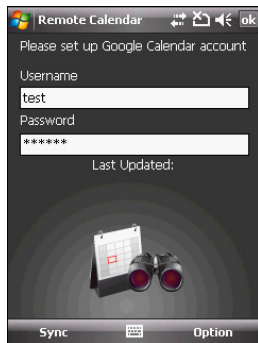 Remote Calendar
ok
Please set up Google Calendar account
Username
test
Password
******
Last Updated:
Sync
Option